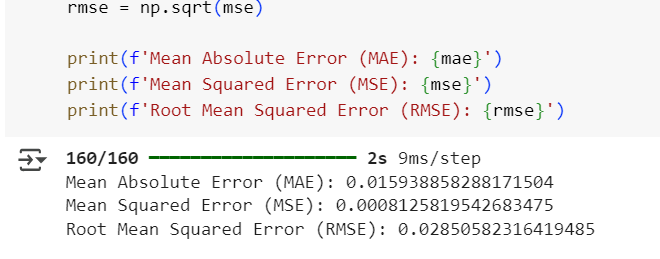 rmse = np.sqrt(mse)
print(f'Mean Absolute Error (MAE): {mae}')
print(f'Mean Squared Error (MSE): {mse}')
print(f'Root Mean Squared Error (RMSE): {rmse}')
160/160 ━━━━━━━━━━━━━━━━━━━━ 2s 9ms/step
Mean Absolute Error (MAE): 0.015938858288171504
Mean Squared Error (MSE): 0.0008125819542683475
Root Mean Squared Error (RMSE): 0.02850582316419485